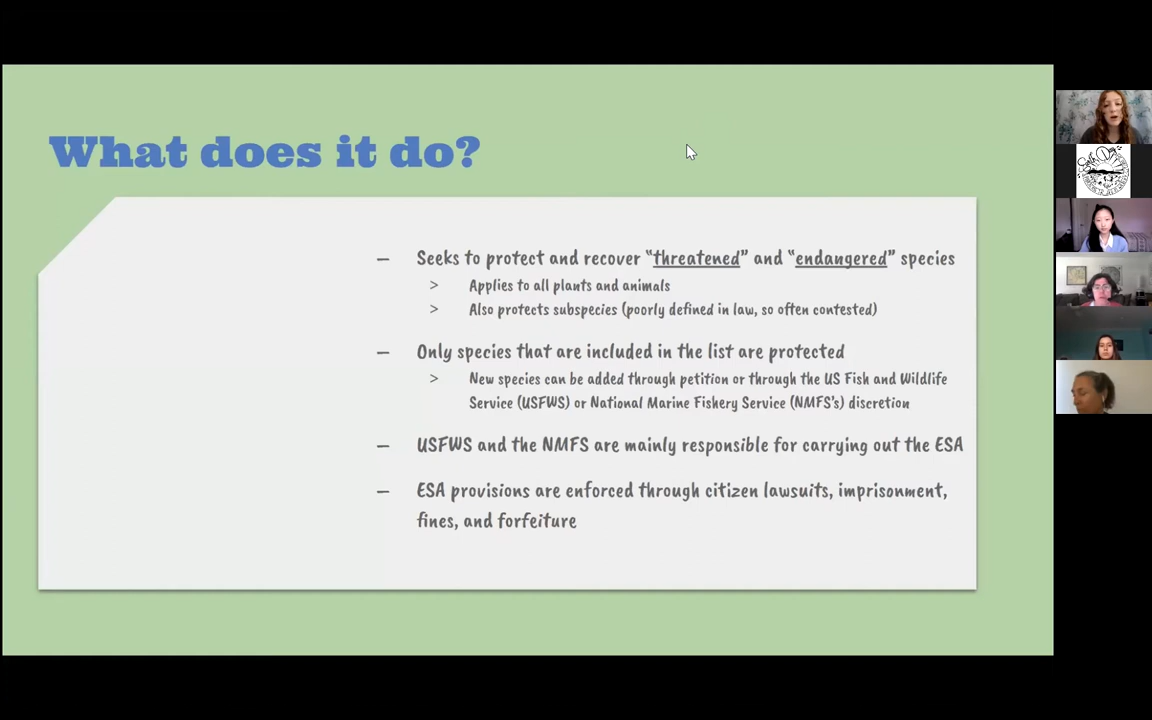 What does it do?
– Seeks to protect and recover “threatened” and “endangered” species
> Applies to all plants and animals
> Also protects subspecies (poorly defined in law, so often contested)
– Only species that are included in the list are protected
> New species can be added through petition or through the US Fish and Wildlife
Service (USFWS) or National Marine Fishery Service (NMFS's) discretion
– USFWS and the NMFS are mainly responsible for carrying out the ESA
– ESA provisions are enforced through citizen lawsuits, imprisonment,
fines, and forfeiture